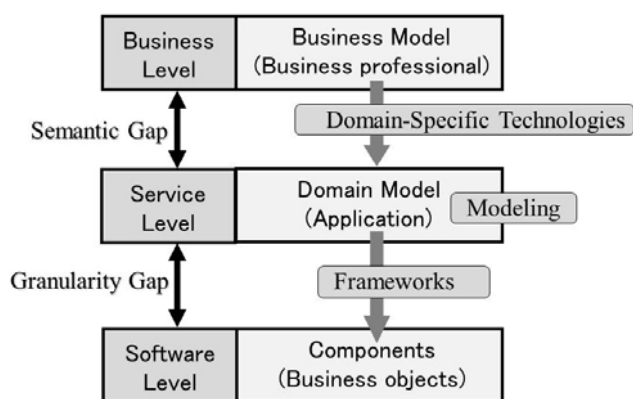 Business
Level
Business Model
(Business professional)
Semantic Gap
Domain-Specific Technologies
Service
Level
Domain Model
(Application)
Modeling
Granularity Gap
Frameworks
Software
Level
Components
(Business objects)